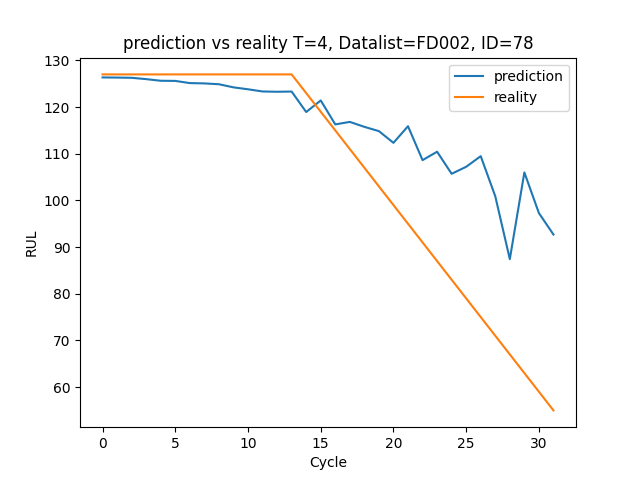 prediction vs reality T=4, Datalist=FD002, ID=78
prediction
reality
130
120
110
100
90
80
70
60
RUL
0 5 10 15 20 25 30
Cycle